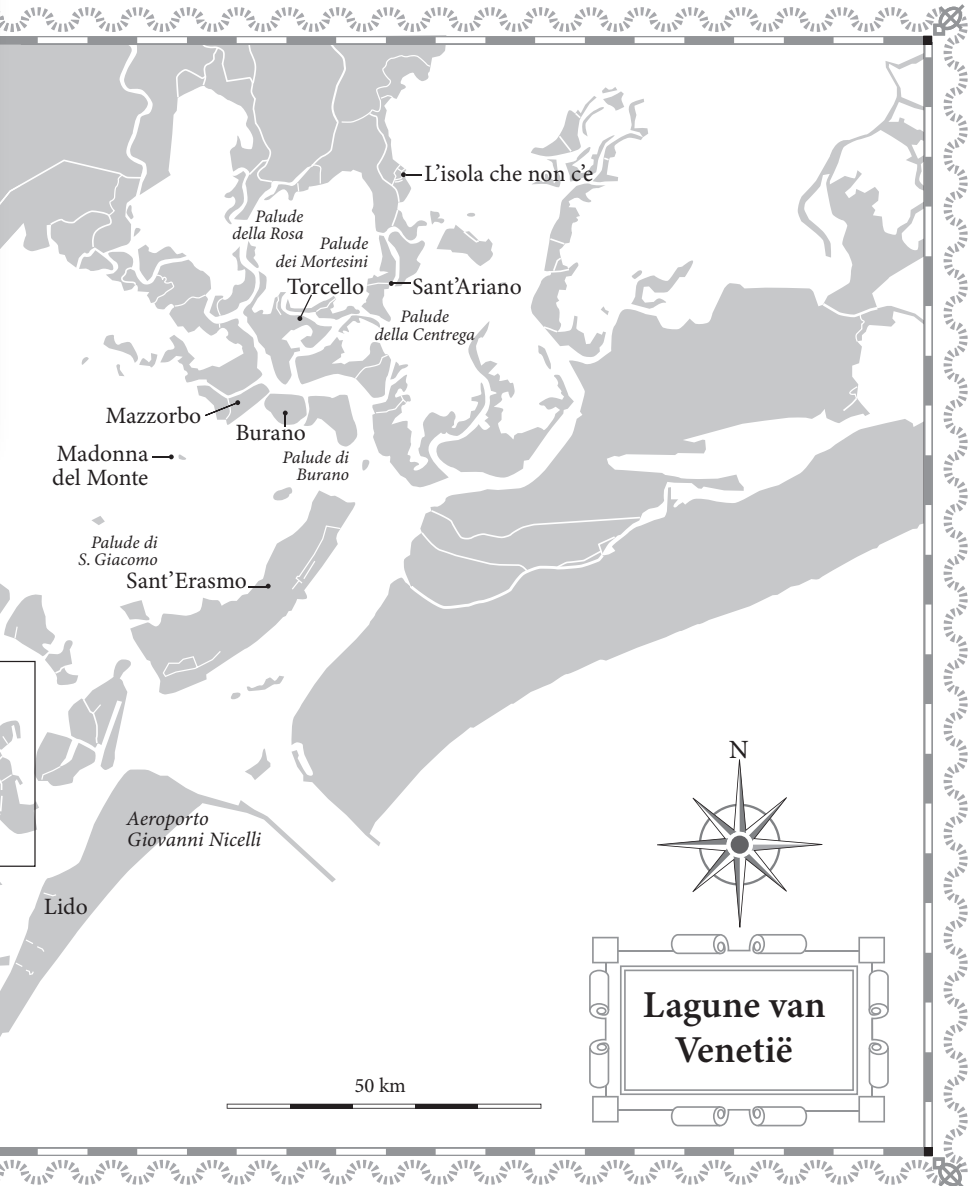 L’isola che non c’e
Palude
della Rosa
Palude
dei Mortesini
Torcello
Sant’Ariano
Palude
della Centrega
Mazzorbo
Burano
Madonna
del Monte
Palude di
Burano
Palude di
S. Giacomo
Sant’Erasmo
N
Aeroporto
Giovanni Nicelli
Lido
Lagune van
Venetië
50 km